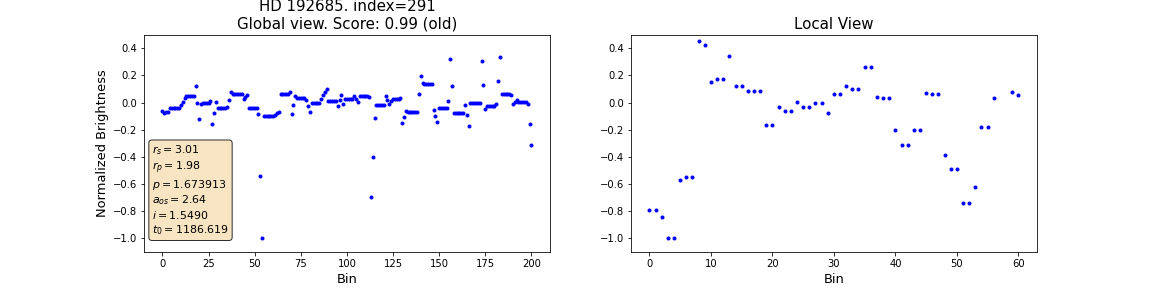 HD 192685. index=291
Global view. Score: 0.99 (old)
Normalized Brightness
0.4
0.2
0.0
−0.2
−0.4
−0.6
−0.8
−1.0
r_s = 3.01
r_p = 1.98
p = 1.673913
a_os = 2.64
i = 1.5490
t_0 = 1186.619
0 25 50 75 100 125 150 175 200
Bin
Local View
0.4
0.2
0.0
−0.2
−0.4
−0.6
−0.8
−1.0
0 10 20 30 40 50 60
Bin